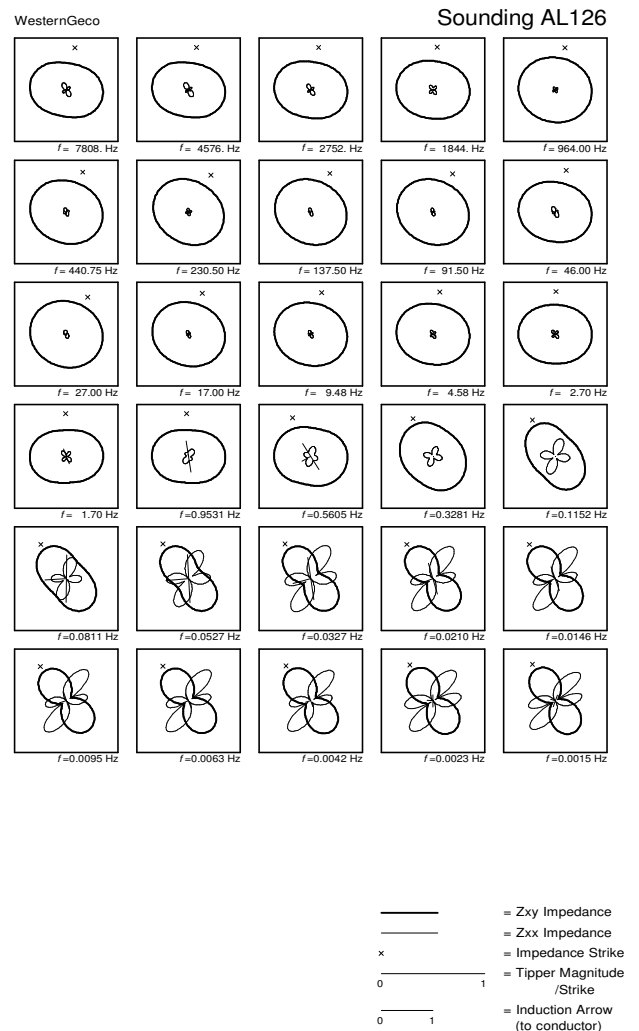 WesternGeco Sounding AL126
f = 7808. Hz f = 4576. Hz f = 2752. Hz f = 1844. Hz f = 964.00 Hz
f = 440.75 Hz f = 230.50 Hz f = 137.50 Hz f = 91.50 Hz f = 46.00 Hz
f = 27.00 Hz f = 17.00 Hz f = 9.48 Hz f = 4.58 Hz f = 2.70 Hz
f = 1.70 Hz f =0.9531 Hz f =0.5605 Hz f =0.3281 Hz f =0.1152 Hz
f =0.0811 Hz f =0.0527 Hz f =0.0327 Hz f =0.0210 Hz f =0.0146 Hz
f =0.0095 Hz f =0.0063 Hz f =0.0042 Hz f =0.0023 Hz f =0.0015 Hz
= Zxy Impedance
= Zxx Impedance
× = Impedance Strike
= Tipper Magnitude
0 1 /Strike
= Induction Arrow
0 1 (to conductor)